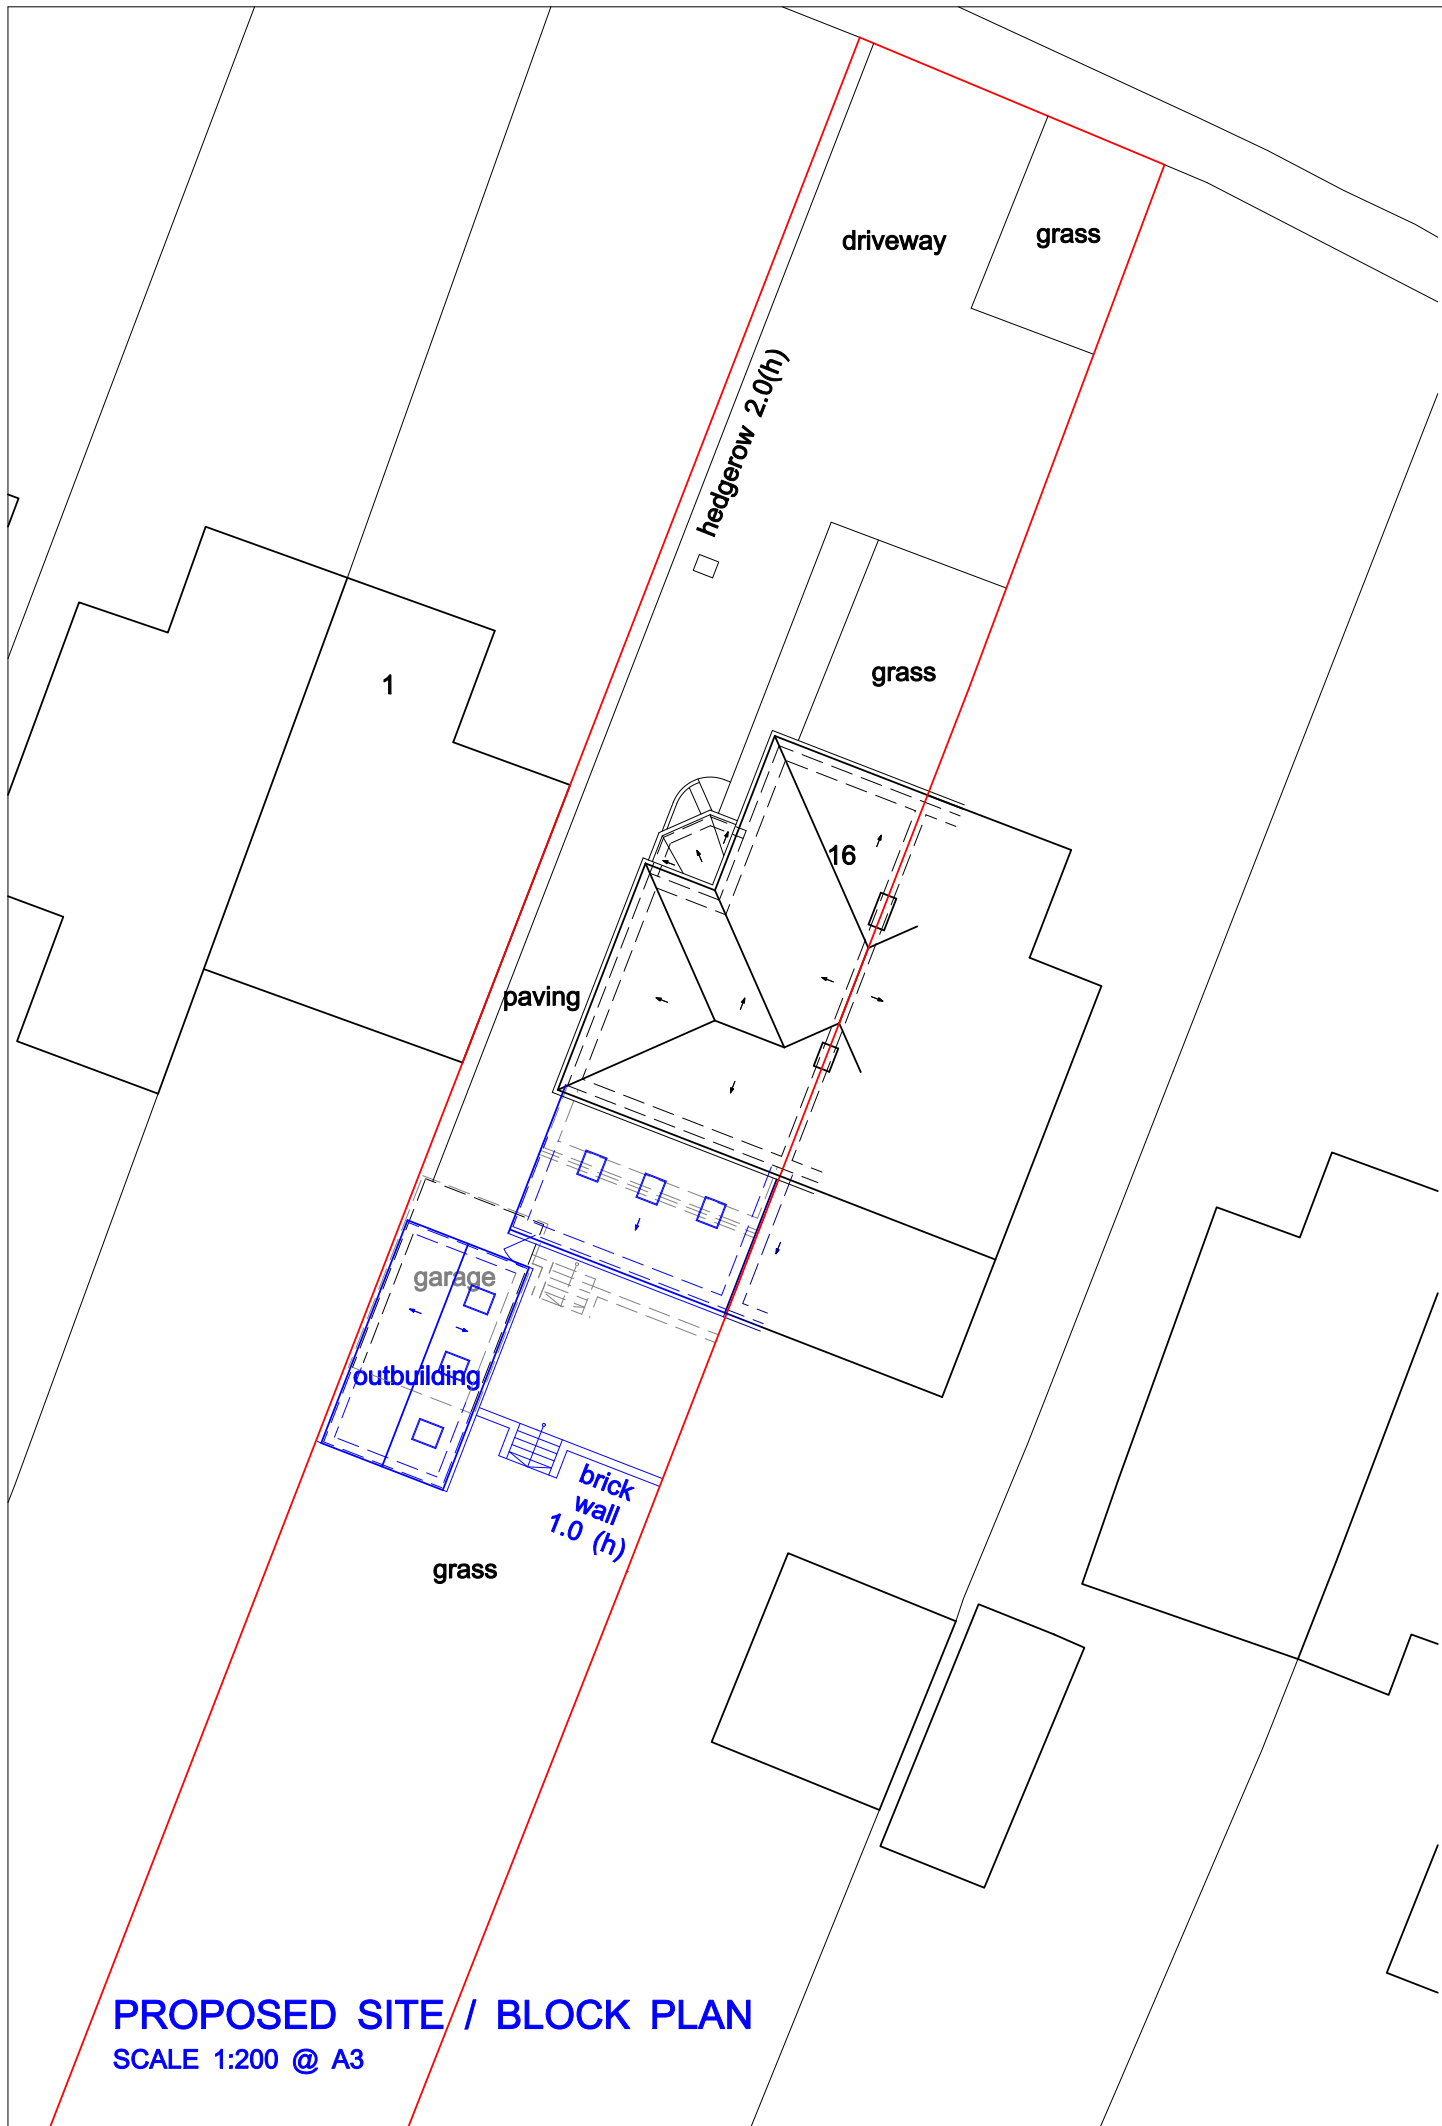 driveway
grass
hedgerow 2.0(h)
grass
1
16
paving
garage
outbuilding
brick
wall
1.0 (h)
grass
PROPOSED SITE / BLOCK PLAN
SCALE 1:200 @ A3